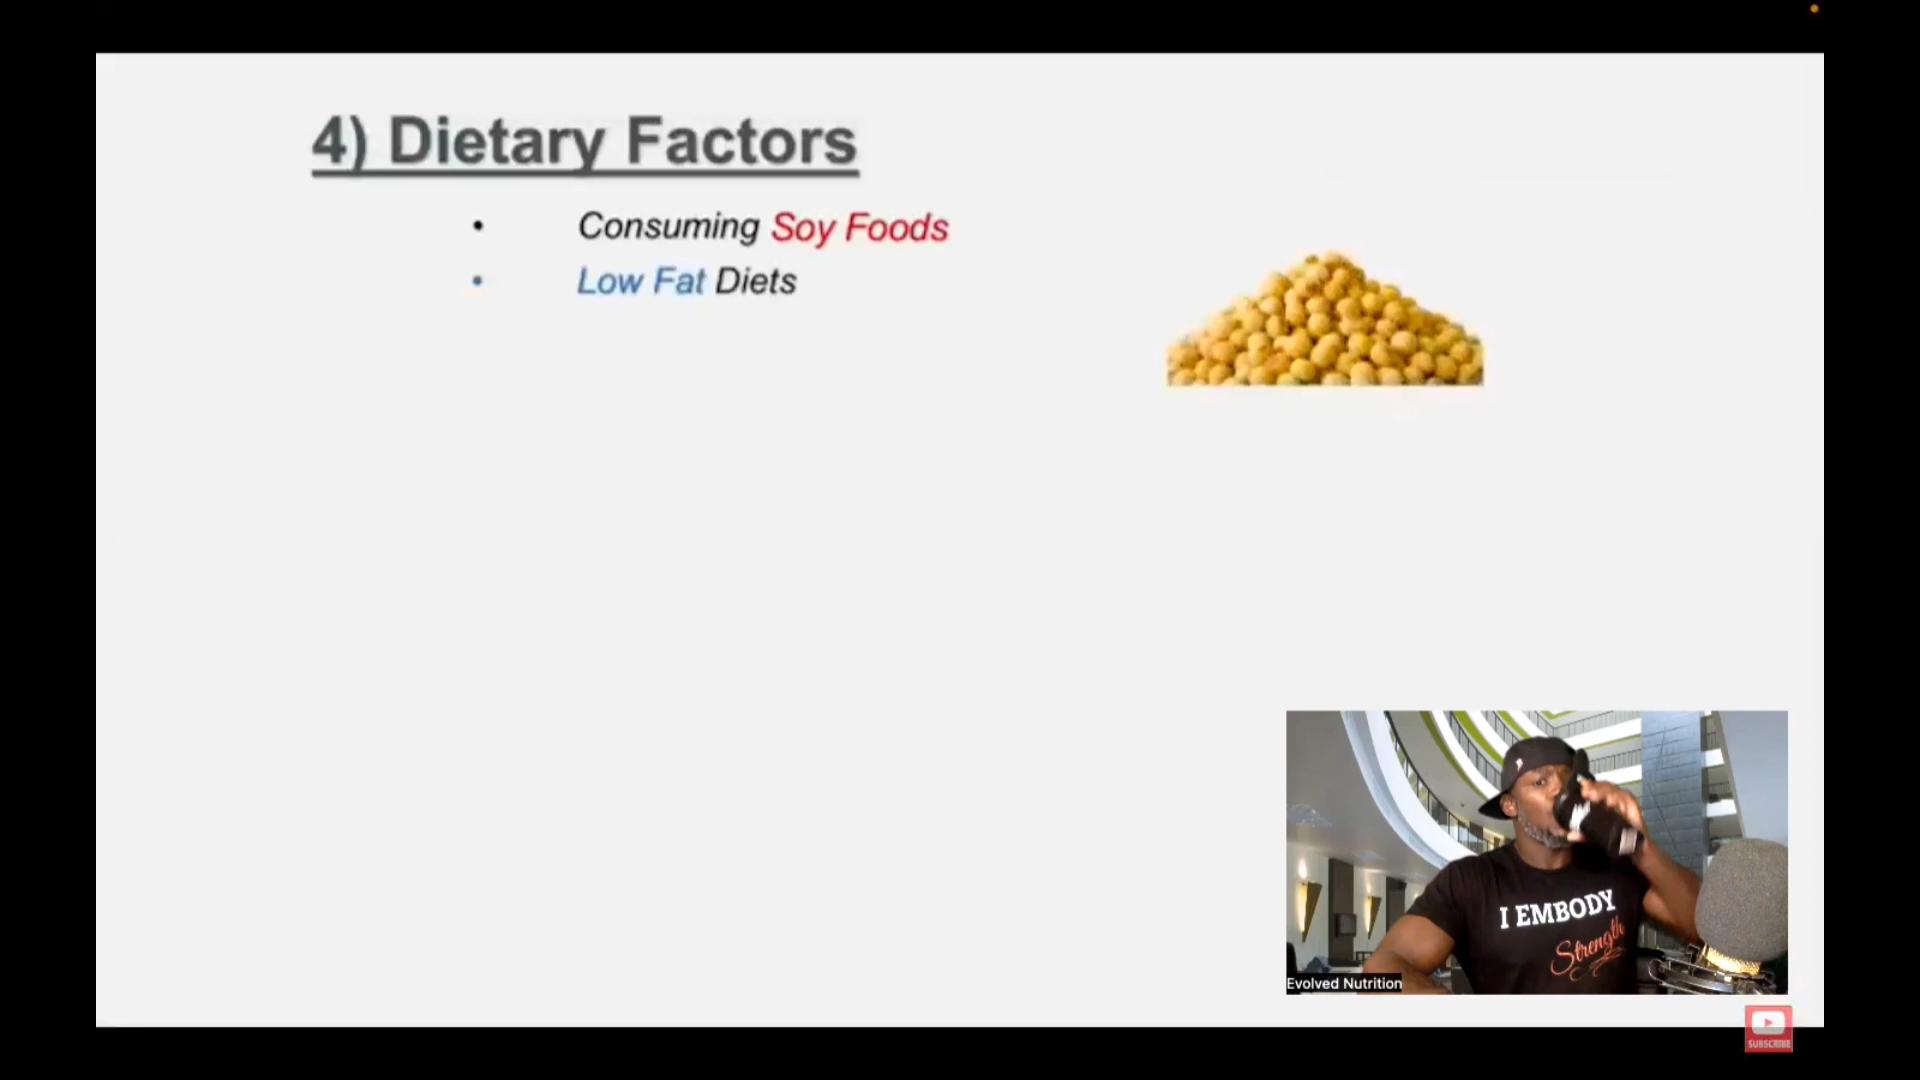 4) Dietary Factors
• Consuming Soy Foods
• Low Fat Diets
I EMBODY
Strength
Evolved Nutrition
SUBSCRIBE